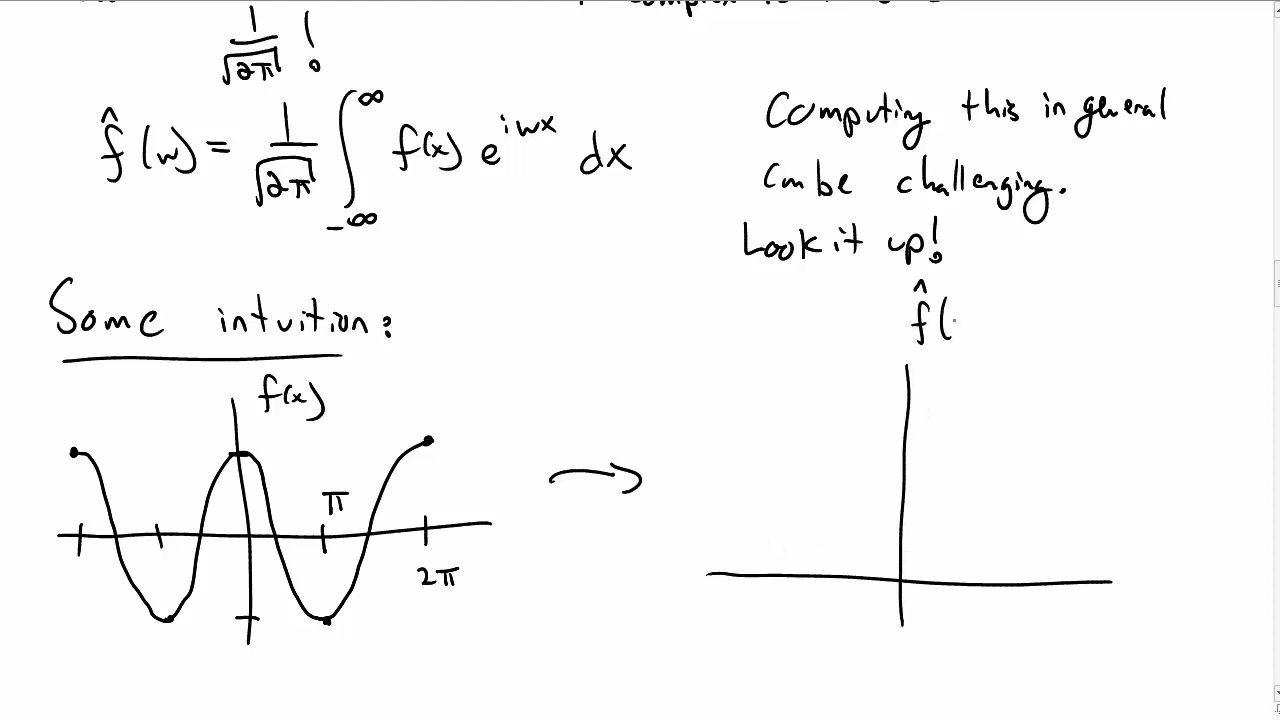 1/√2π !
f̂(w) = 1/√2π ∫_{-∞}^{∞} f(x) e^{iwx} dx
Computing this in general
can be challenging.
Look it up!
Some intuition:
f(x)
π
2π
f̂(